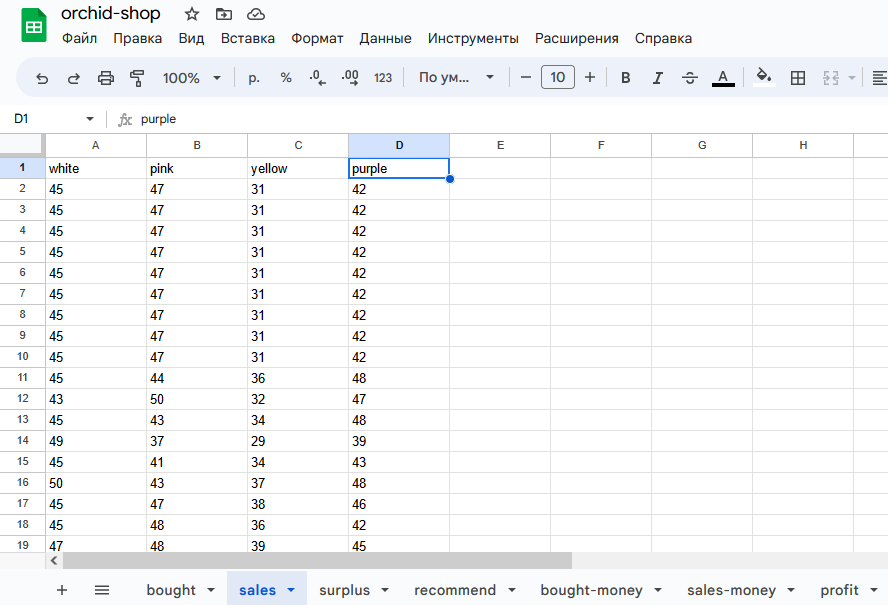 orchid-shop
Файл Правка Вид Вставка Формат Данные Инструменты Расширения Справка
100% р. % .0 .00 123 По ум... − 10 + B I S A
D1 fx purple
A B C D E F G H
1 white pink yellow purple
2 45 47 31 42
3 45 47 31 42
4 45 47 31 42
5 45 47 31 42
6 45 47 31 42
7 45 47 31 42
8 45 47 31 42
9 45 47 31 42
10 45 47 31 42
11 45 44 36 48
12 43 50 32 47
13 45 43 34 48
14 49 37 29 39
15 45 41 34 43
16 50 43 37 48
17 45 47 38 46
18 45 48 36 42
19 47 48 39 45
+ bought sales surplus recommend bought-money sales-money profit